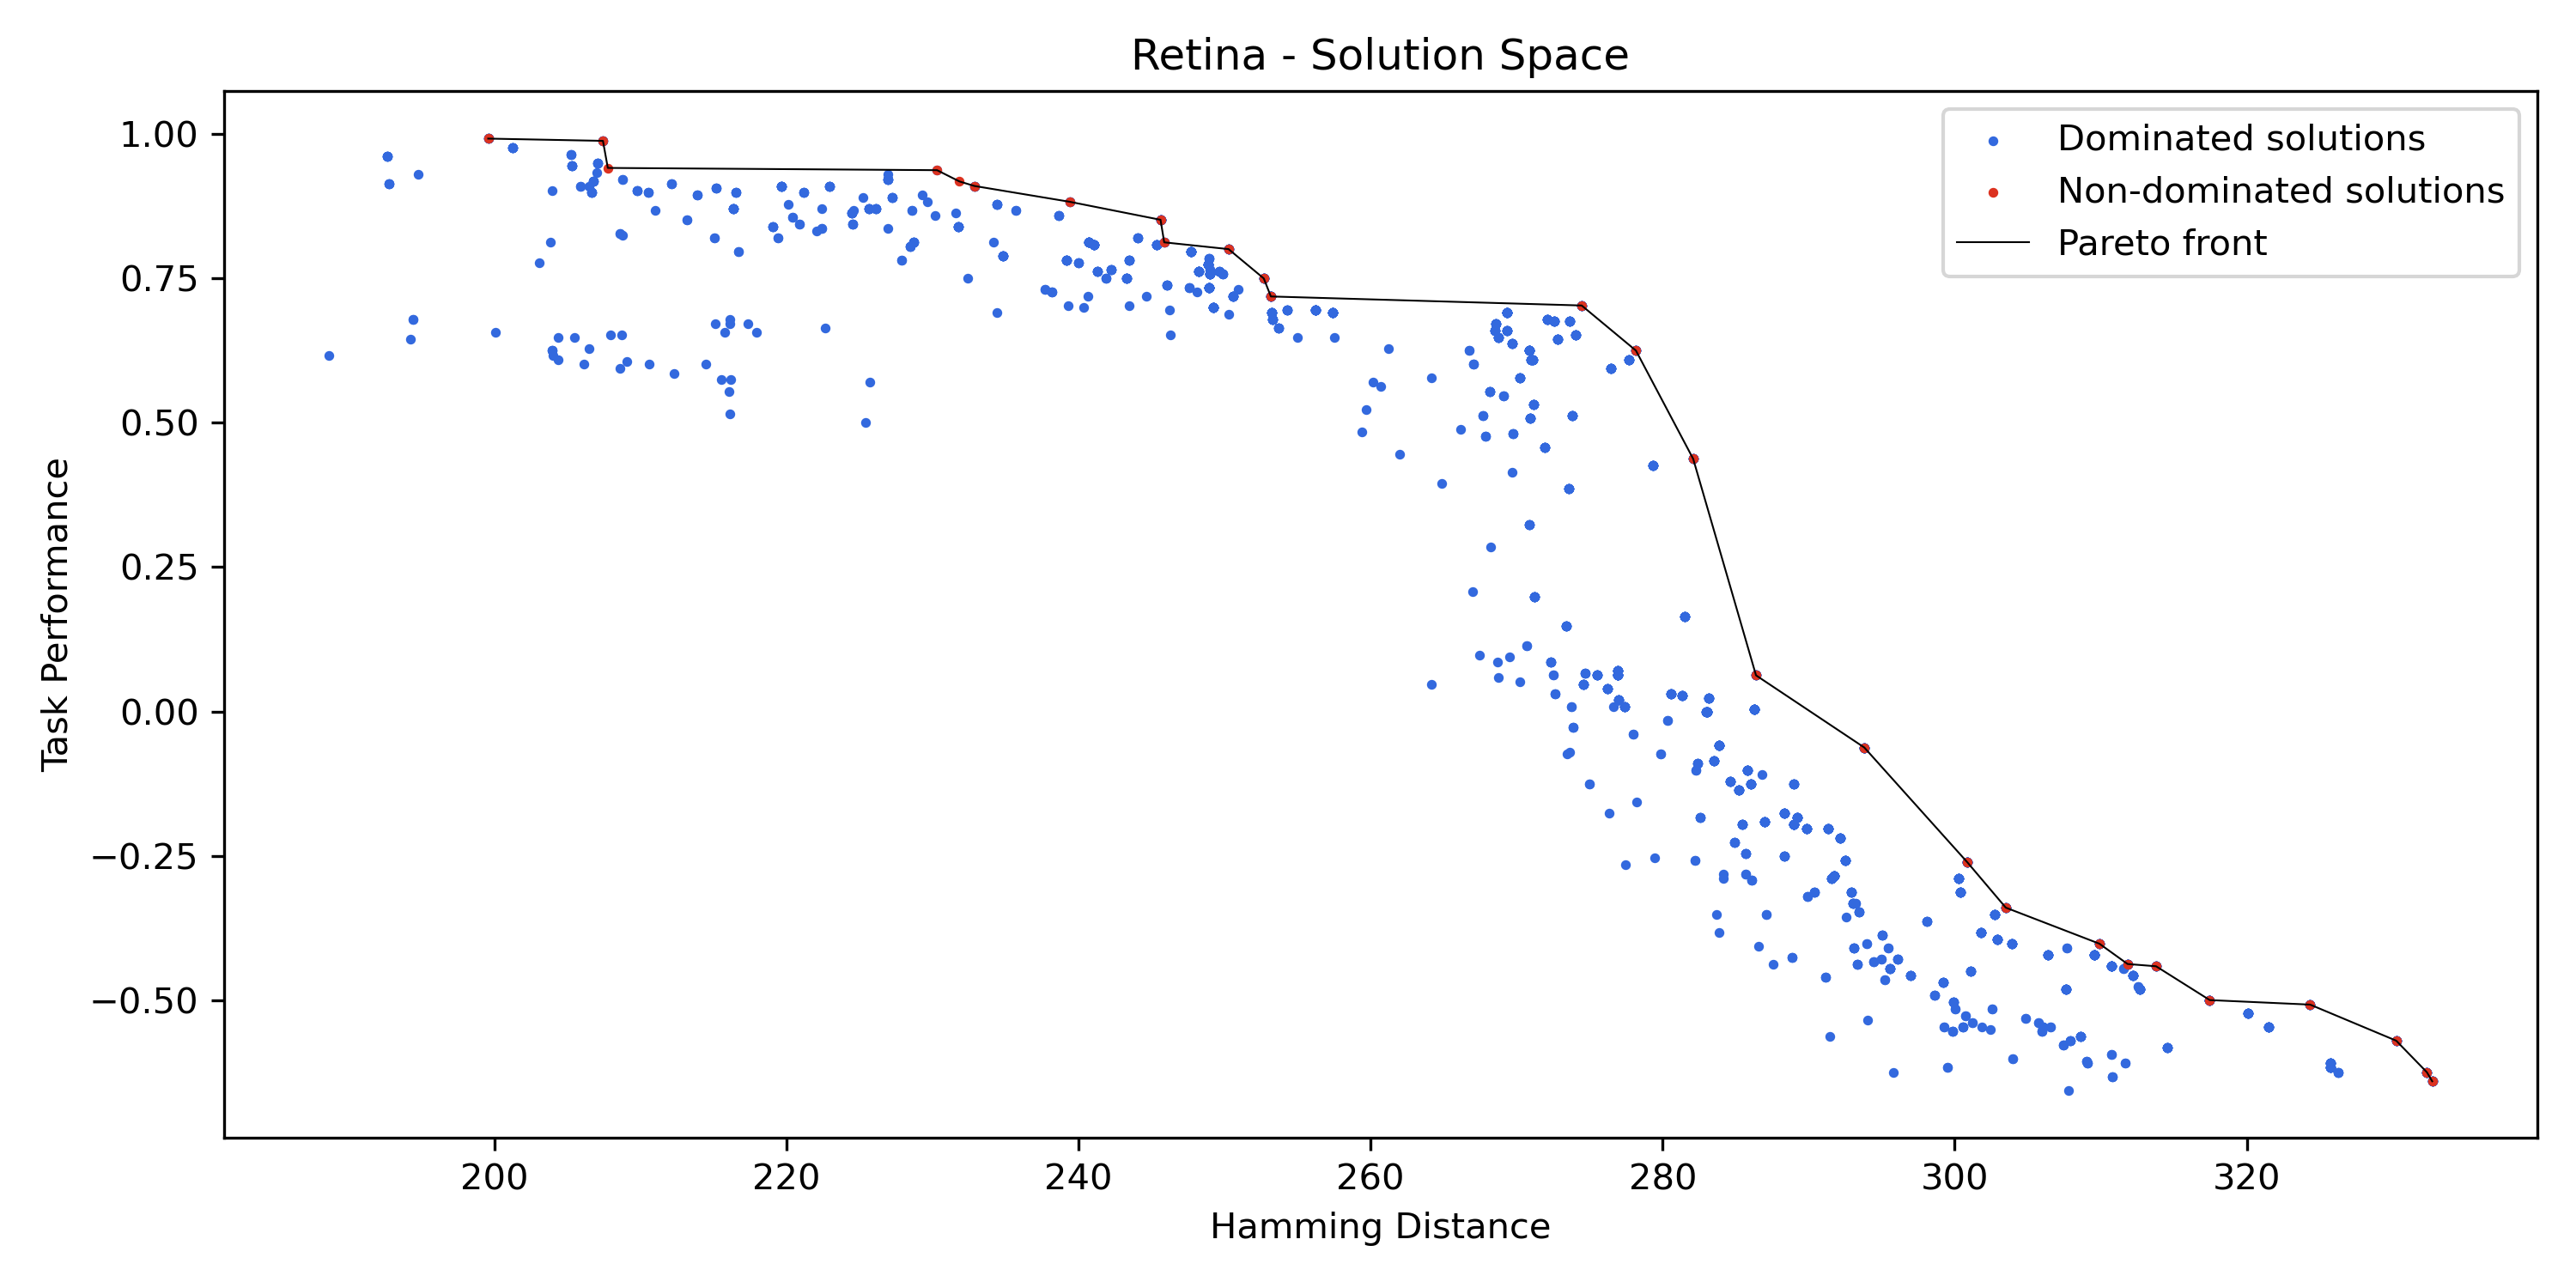 Retina - Solution Space
Dominated solutions
Non-dominated solutions
Pareto front
Task Performance
1.00
0.75
0.50
0.25
0.00
−0.25
−0.50
200 220 240 260 280 300 320
Hamming Distance